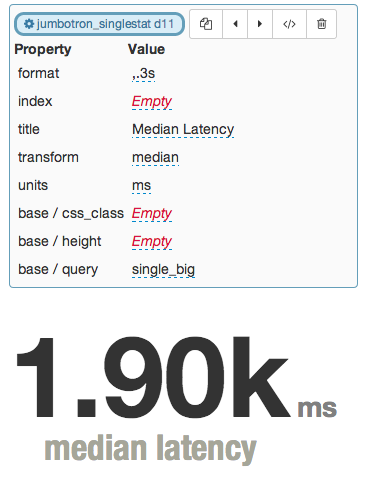 jumbotron_singlestat d11 </>
Property Value
format ,.3s
index Empty
title Median Latency
transform median
units ms
base / css_class Empty
base / height Empty
base / query single_big
1.90k ms
median latency